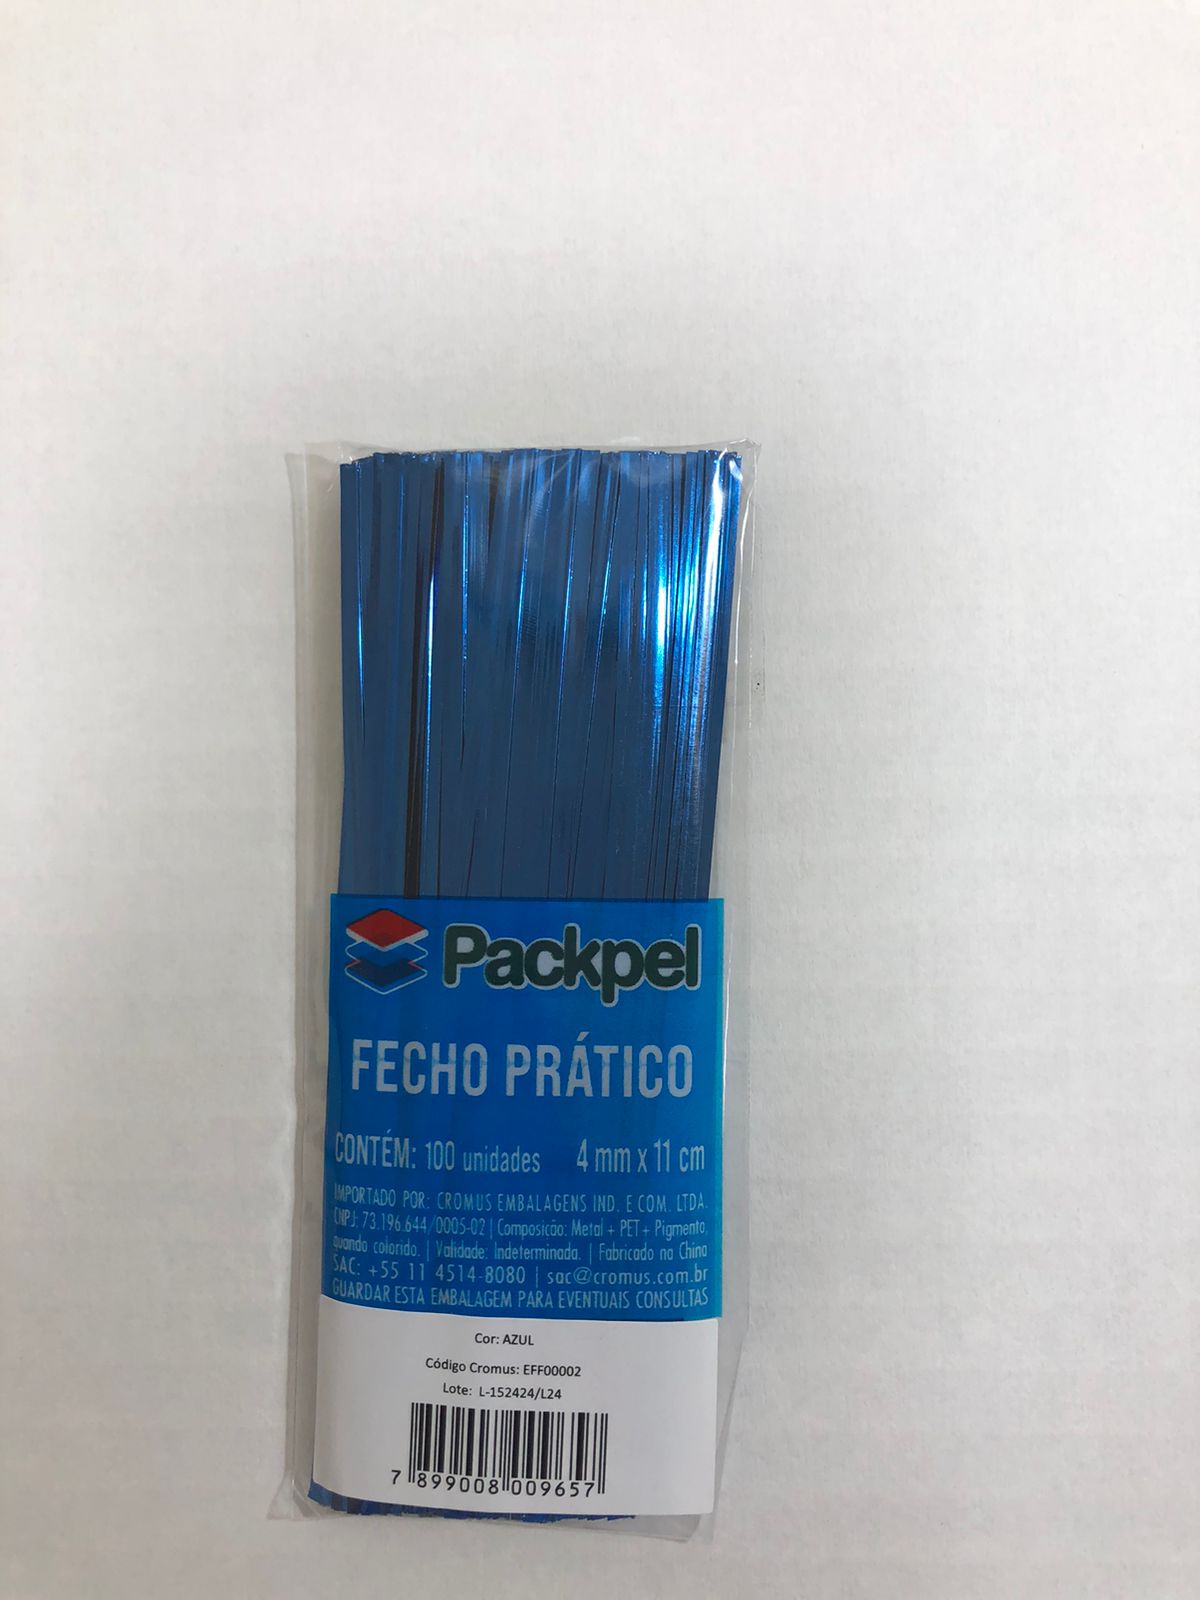 Packpel
FECHO PRÁTICO
CONTÉM: 100 unidades 4 mm x 11 cm
IMPORTADO POR: CROMUS EMBALAGENS IND. E COM. LTDA.
CNPJ: 73.196.644/0005-02 | Composição: Metal + PET + Pigmento,
quando colorido. | Validade: Indeterminada. | Fabricado na China
SAC: +55 11 4514-8080 | sac@cromus.com.br
GUARDAR ESTA EMBALAGEM PARA EVENTUAIS CONSULTAS
Cor: AZUL
Código Cromus: EFF00002
Lote: L-152424/L24
7 899008 009657